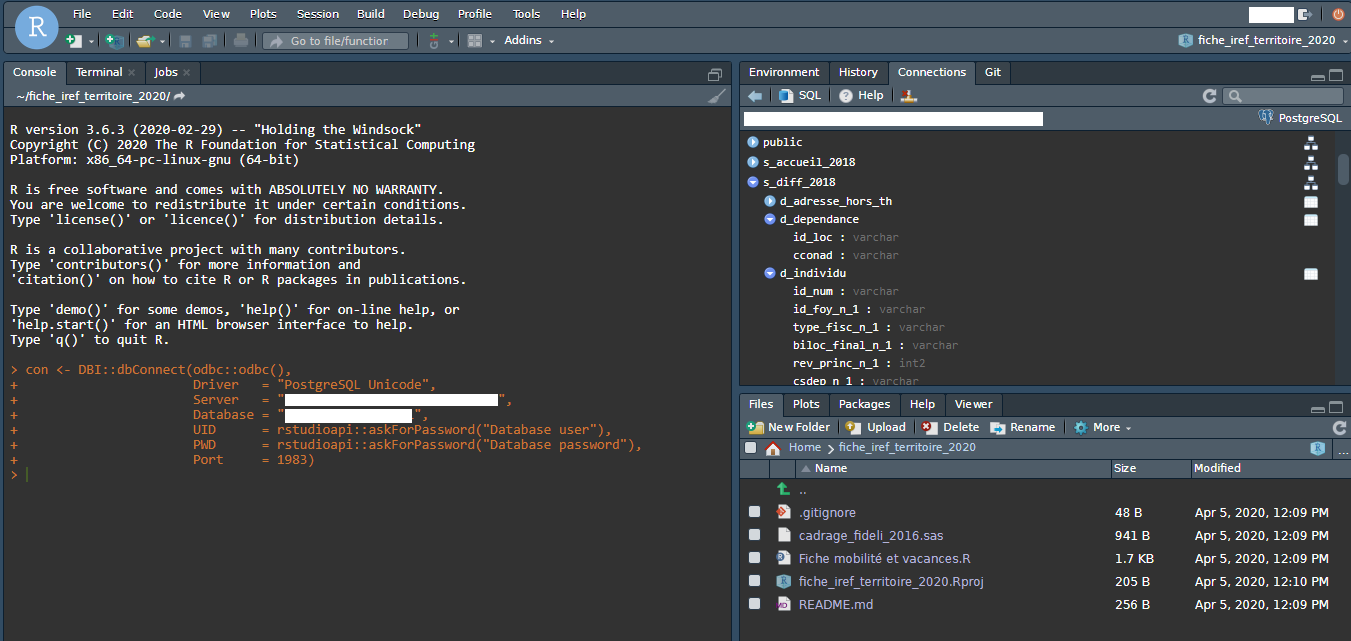 R
File Edit Code View Plots Session Build Debug Profile Tools Help
Go to file/function Addins fiche_iref_territoire_2020
Console Terminal Jobs
~/fiche_iref_territoire_2020/
R version 3.6.3 (2020-02-29) -- "Holding the Windsock"
Copyright (C) 2020 The R Foundation for Statistical Computing
Platform: x86_64-pc-linux-gnu (64-bit)
R is free software and comes with ABSOLUTELY NO WARRANTY.
You are welcome to redistribute it under certain conditions.
Type 'license()' or 'licence()' for distribution details.
R is a collaborative project with many contributors.
Type 'contributors()' for more information and
'citation()' on how to cite R or R packages in publications.
Type 'demo()' for some demos, 'help()' for on-line help, or
'help.start()' for an HTML browser interface to help.
Type 'q()' to quit R.
> con <- DBI::dbConnect(odbc::odbc(),
+ Driver = "PostgreSQL Unicode",
+ Server = "",
+ Database = "",
+ UID = rstudioapi::askForPassword("Database user"),
+ PWD = rstudioapi::askForPassword("Database password"),
+ Port = 1983)
>
Environment History Connections Git
SQL Help
PostgreSQL
public
s_accueil_2018
s_diff_2018
d_adresse_hors_th
d_dependance
id_loc : varchar
cconad : varchar
d_individu
id_num : varchar
id_foy_n_1 : varchar
type_fisc_n_1 : varchar
biloc_final_n_1 : varchar
rev_princ_n_1 : int2
csdep_n_1 : varchar
Files Plots Packages Help Viewer
New Folder Upload Delete Rename More
Home fiche_iref_territoire_2020 R ...
Name Size Modified
..
.gitignore 48 B Apr 5, 2020, 12:09 PM
cadrage_fideli_2016.sas 941 B Apr 5, 2020, 12:09 PM
Fiche mobilité et vacances.R 1.7 KB Apr 5, 2020, 12:09 PM
fiche_iref_territoire_2020.Rproj 205 B Apr 5, 2020, 12:10 PM
README.md 256 B Apr 5, 2020, 12:09 PM